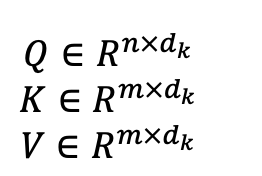 Q ∈ R^{n×d_k}
K ∈ R^{m×d_k}
V ∈ R^{m×d_k}